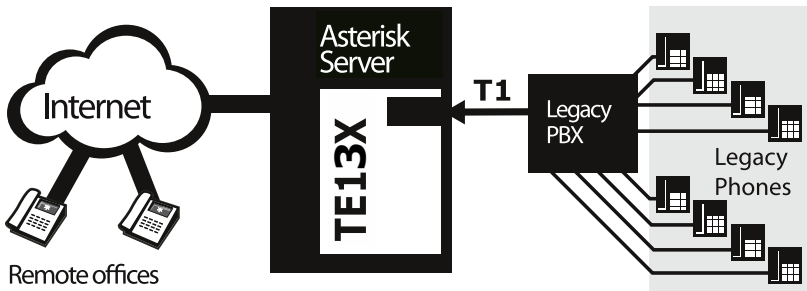 Asterisk
Server
Internet
TE13X
T1
Legacy
PBX
Legacy
Phones
Remote offices